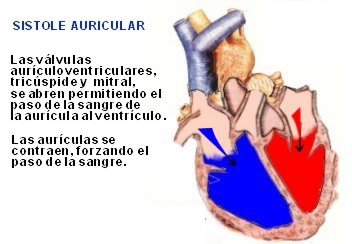 SISTOLE AURICULAR
Las válvulas
aurículoventriculares,
tricúspide y mitral,
se abren permitiendo el
paso de la sangre de
la aurícula al ventrículo.
Las aurículas se
contraen, forzando el
paso de la sangre.